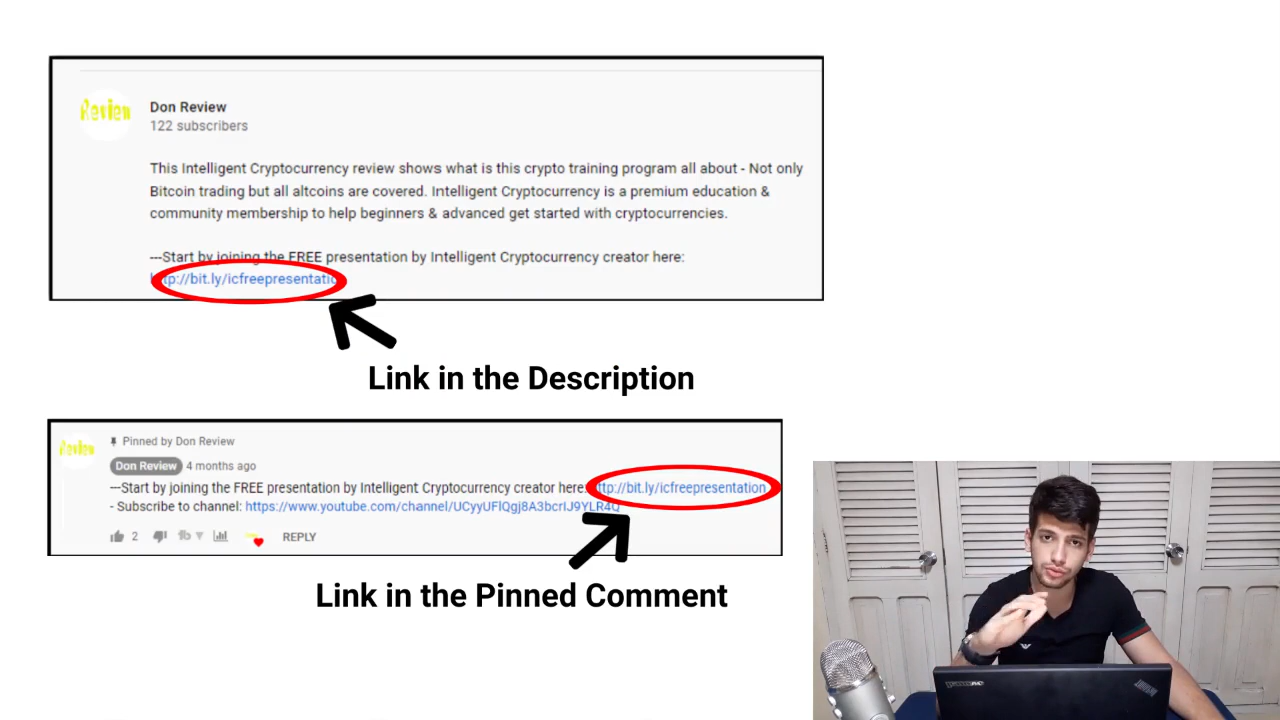 Review
Don Review
122 subscribers
This Intelligent Cryptocurrency review shows what is this crypto training program all about - Not only
Bitcoin trading but all altcoins are covered. Intelligent Cryptocurrency is a premium education &
community membership to help beginners & advanced get started with cryptocurrencies.
---Start by joining the FREE presentation by Intelligent Cryptocurrency creator here:
tp://bit.ly/icfreepresentatio
Link in the Description
Review
Pinned by Don Review
Don Review 4 months ago
---Start by joining the FREE presentation by Intelligent Cryptocurrency creator here: ttp://bit.ly/icfreepresentation
- Subscribe to channel: https://www.youtube.com/channel/UCyyUFlQgj8A3bcrIJ9YLR4Q
2 REPLY
Link in the Pinned Comment